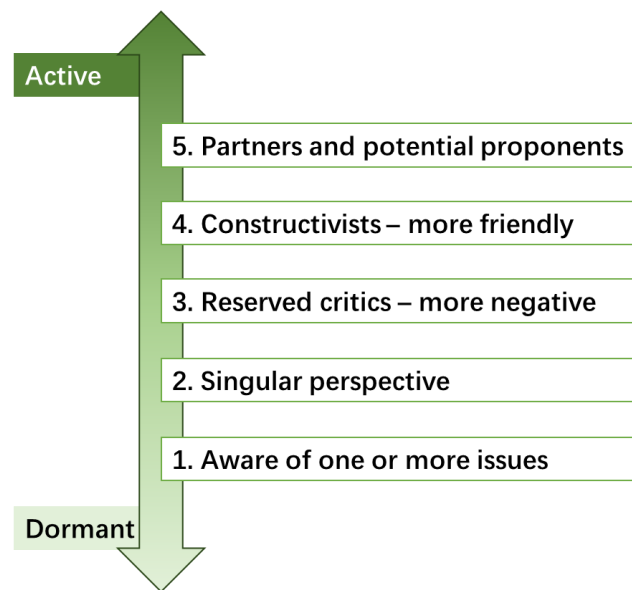 Active
5. Partners and potential proponents
4. Constructivists – more friendly
3. Reserved critics – more negative
2. Singular perspective
1. Aware of one or more issues
Dormant